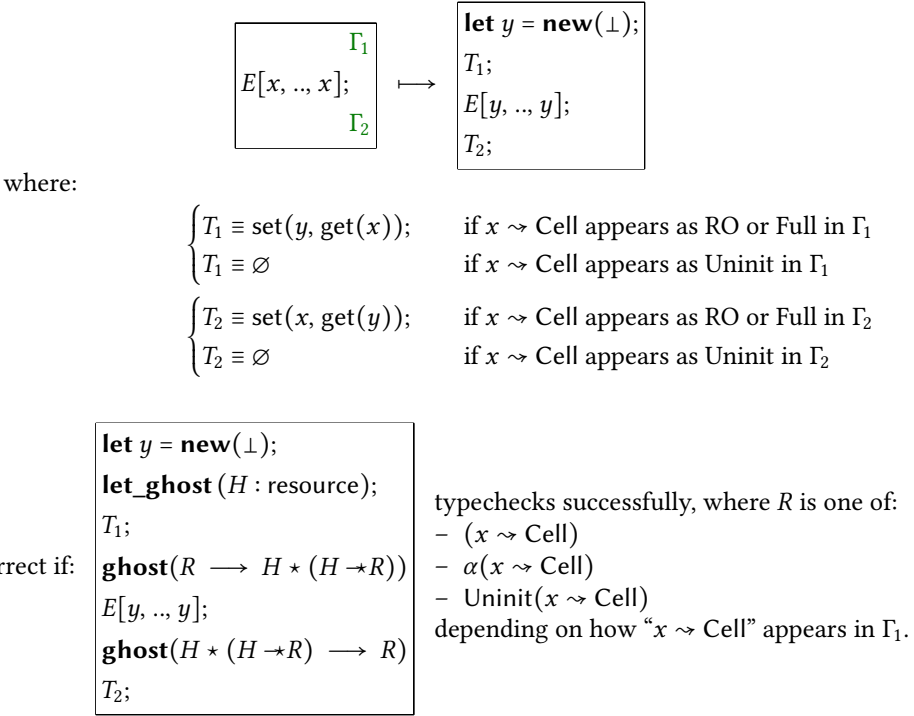 Γ₁
E[x, .., x];
Γ₂
⟼
let y = new(⊥);
T₁;
E[y, .., y];
T₂;
where:
T₁ ≡ set(y, get(x)); if x ⤳ Cell appears as RO or Full in Γ₁
T₁ ≡ ∅ if x ⤳ Cell appears as Uninit in Γ₁
T₂ ≡ set(x, get(y)); if x ⤳ Cell appears as RO or Full in Γ₂
T₂ ≡ ∅ if x ⤳ Cell appears as Uninit in Γ₂
rrect if:
let y = new(⊥);
let_ghost (H : resource);
T₁;
ghost(R ⟶ H ⋆ (H −⋆ R))
E[y, .., y];
ghost(H ⋆ (H −⋆ R) ⟶ R)
T₂;
typechecks successfully, where R is one of:
– (x ⤳ Cell)
– α(x ⤳ Cell)
– Uninit(x ⤳ Cell)
depending on how “x ⤳ Cell” appears in Γ₁.